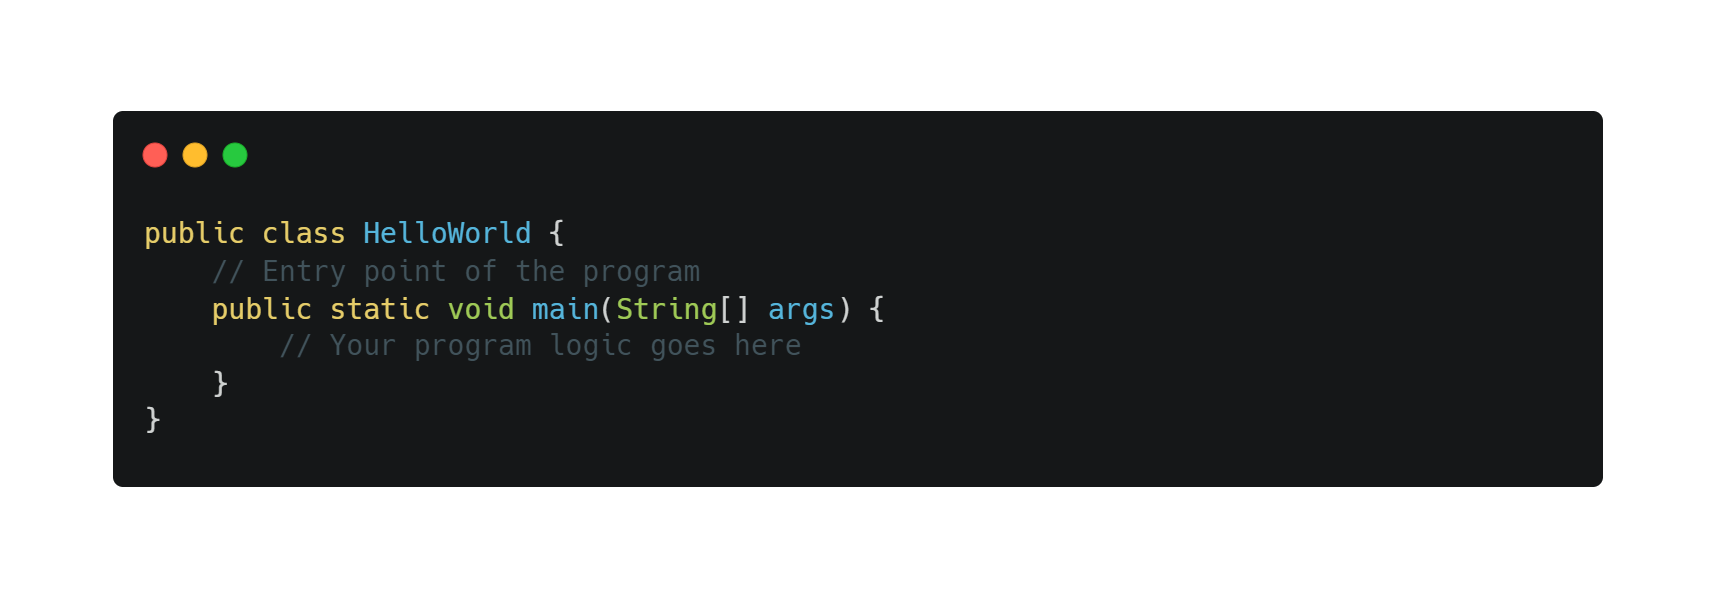 public class HelloWorld {
    // Entry point of the program
    public static void main(String[] args) {
        // Your program logic goes here
    }
}